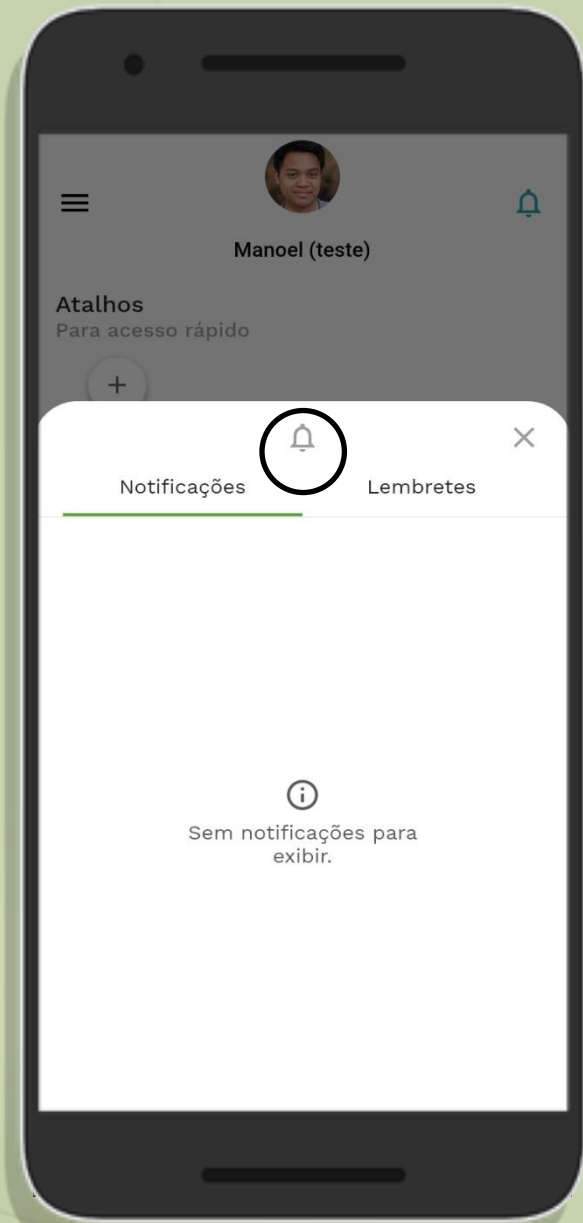 Manoel (teste)
Atalhos
Para acesso rápido
Notificações
Lembretes
Sem notificações para
exibir.